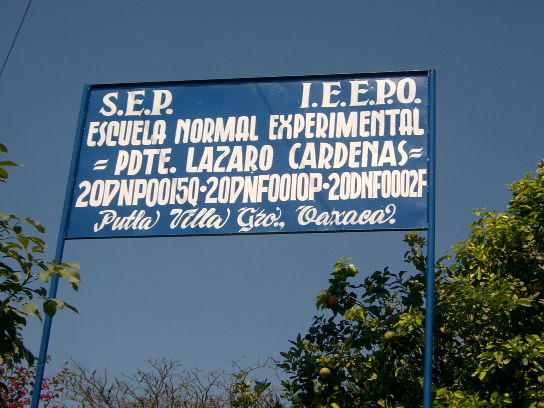 S.E.P. I.E.E.P.O.
ESCUELA NORMAL EXPERIMENTAL
= PDTE. LAZARO CARDENAS =
20DNP0015Q-20DNF0010P-20DNF0002F
Putla Villa Gro., Oaxaca.